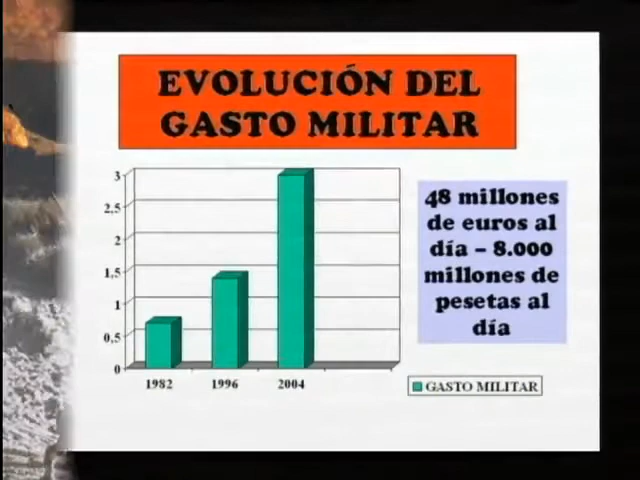 EVOLUCIÓN DEL
GASTO MILITAR
3
2,5
2
1,5
1
0,5
0
1982 1996 2004
48 millones
de euros al
día – 8.000
millones de
pesetas al
día
GASTO MILITAR